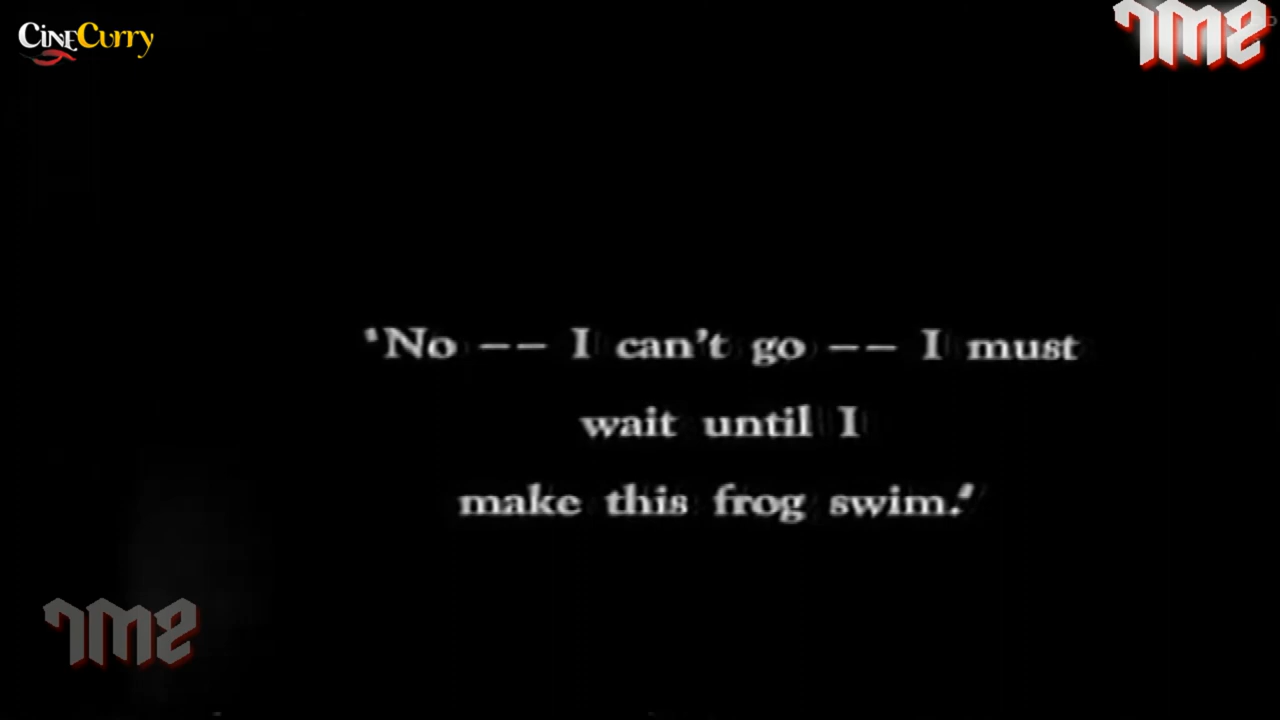 CineCurry
'No -- I can't go -- I must
wait until I
make this frog swim.'